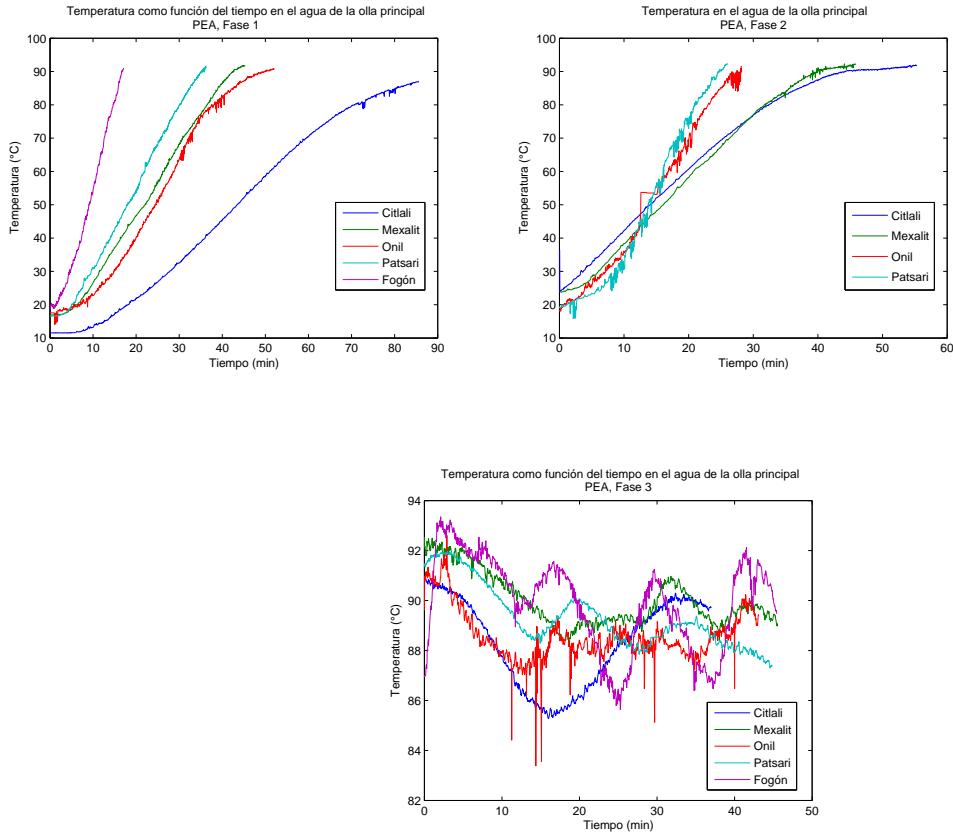 Temperatura como función del tiempo en el agua de la olla principal
PEA, Fase 1
100
90
80
70
60
50
40
30
20
10
Temperatura (°C)
0
10
20
30
40
50
60
70
80
90
Tiempo (min)
Citlali
Mexalit
Onil
Patsari
Fogón
Temperatura en el agua de la olla principal
PEA, Fase 2
100
90
80
70
60
50
40
30
20
10
Temperatura (°C)
0
10
20
30
40
50
60
Tiempo (min)
Citlali
Mexalit
Onil
Patsari
Temperatura como función del tiempo en el agua de la olla principal
PEA, Fase 3
94
92
90
88
86
84
82
Temperatura (°C)
0
10
20
30
40
50
Tiempo (min)
Citlali
Mexalit
Onil
Patsari
Fogón